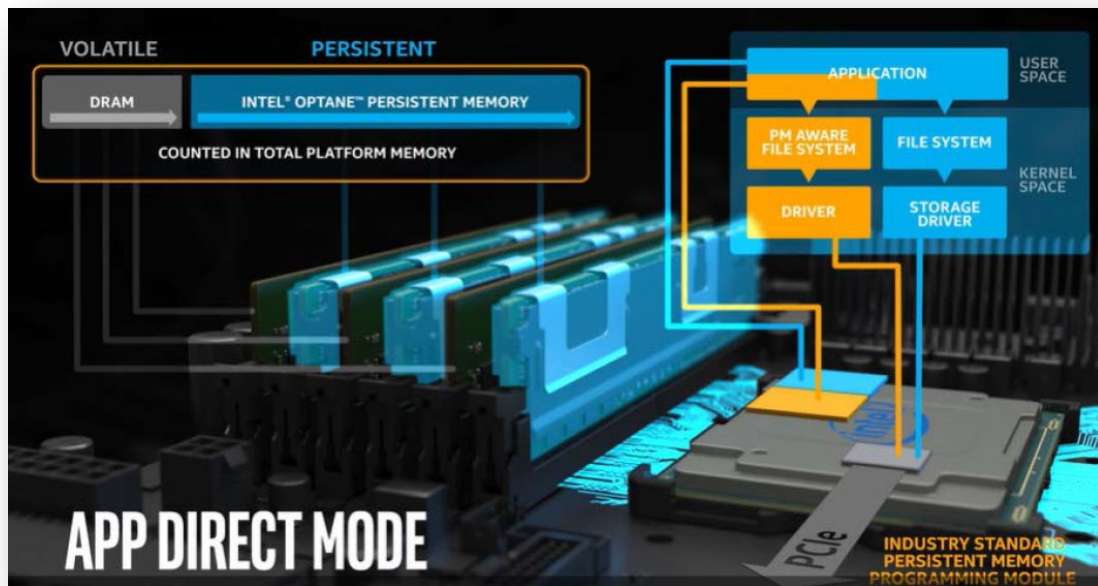 VOLATILE
PERSISTENT
DRAM
INTEL® OPTANE™ PERSISTENT MEMORY
COUNTED IN TOTAL PLATFORM MEMORY
APPLICATION
USER
SPACE
PM AWARE
FILE SYSTEM
FILE SYSTEM
KERNEL
SPACE
DRIVER
STORAGE
DRIVER
intel
PCIe
APP DIRECT MODE
INDUSTRY STANDARD
PERSISTENT MEMORY
PROGRAMMING MODULE